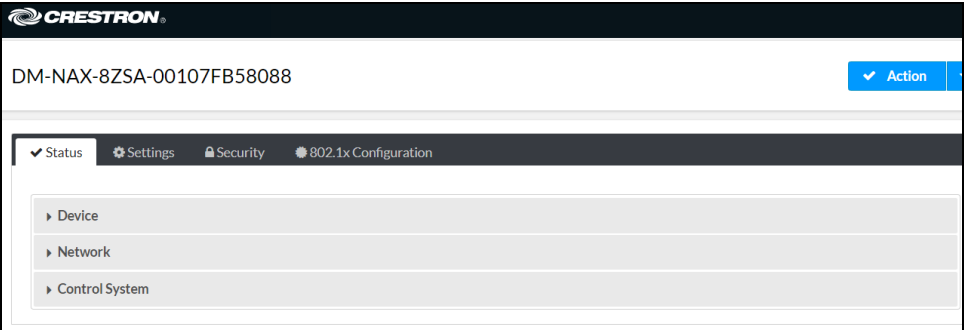 CRESTRON®
DM-NAX-8ZSA-00107FB58088
Action
Status Settings Security 802.1x Configuration
Device
Network
Control System